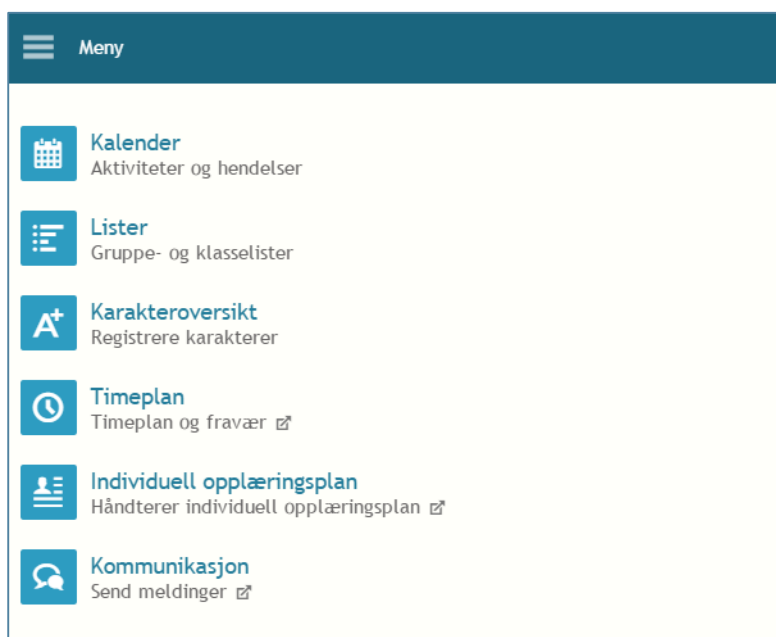 Meny
Kalender
Aktiviteter og hendelser
Lister
Gruppe- og klasselister
Karakteroversikt
Registrere karakterer
Timeplan
Timeplan og fravær
Individuell opplæringsplan
Håndterer individuell opplæringsplan
Kommunikasjon
Send meldinger